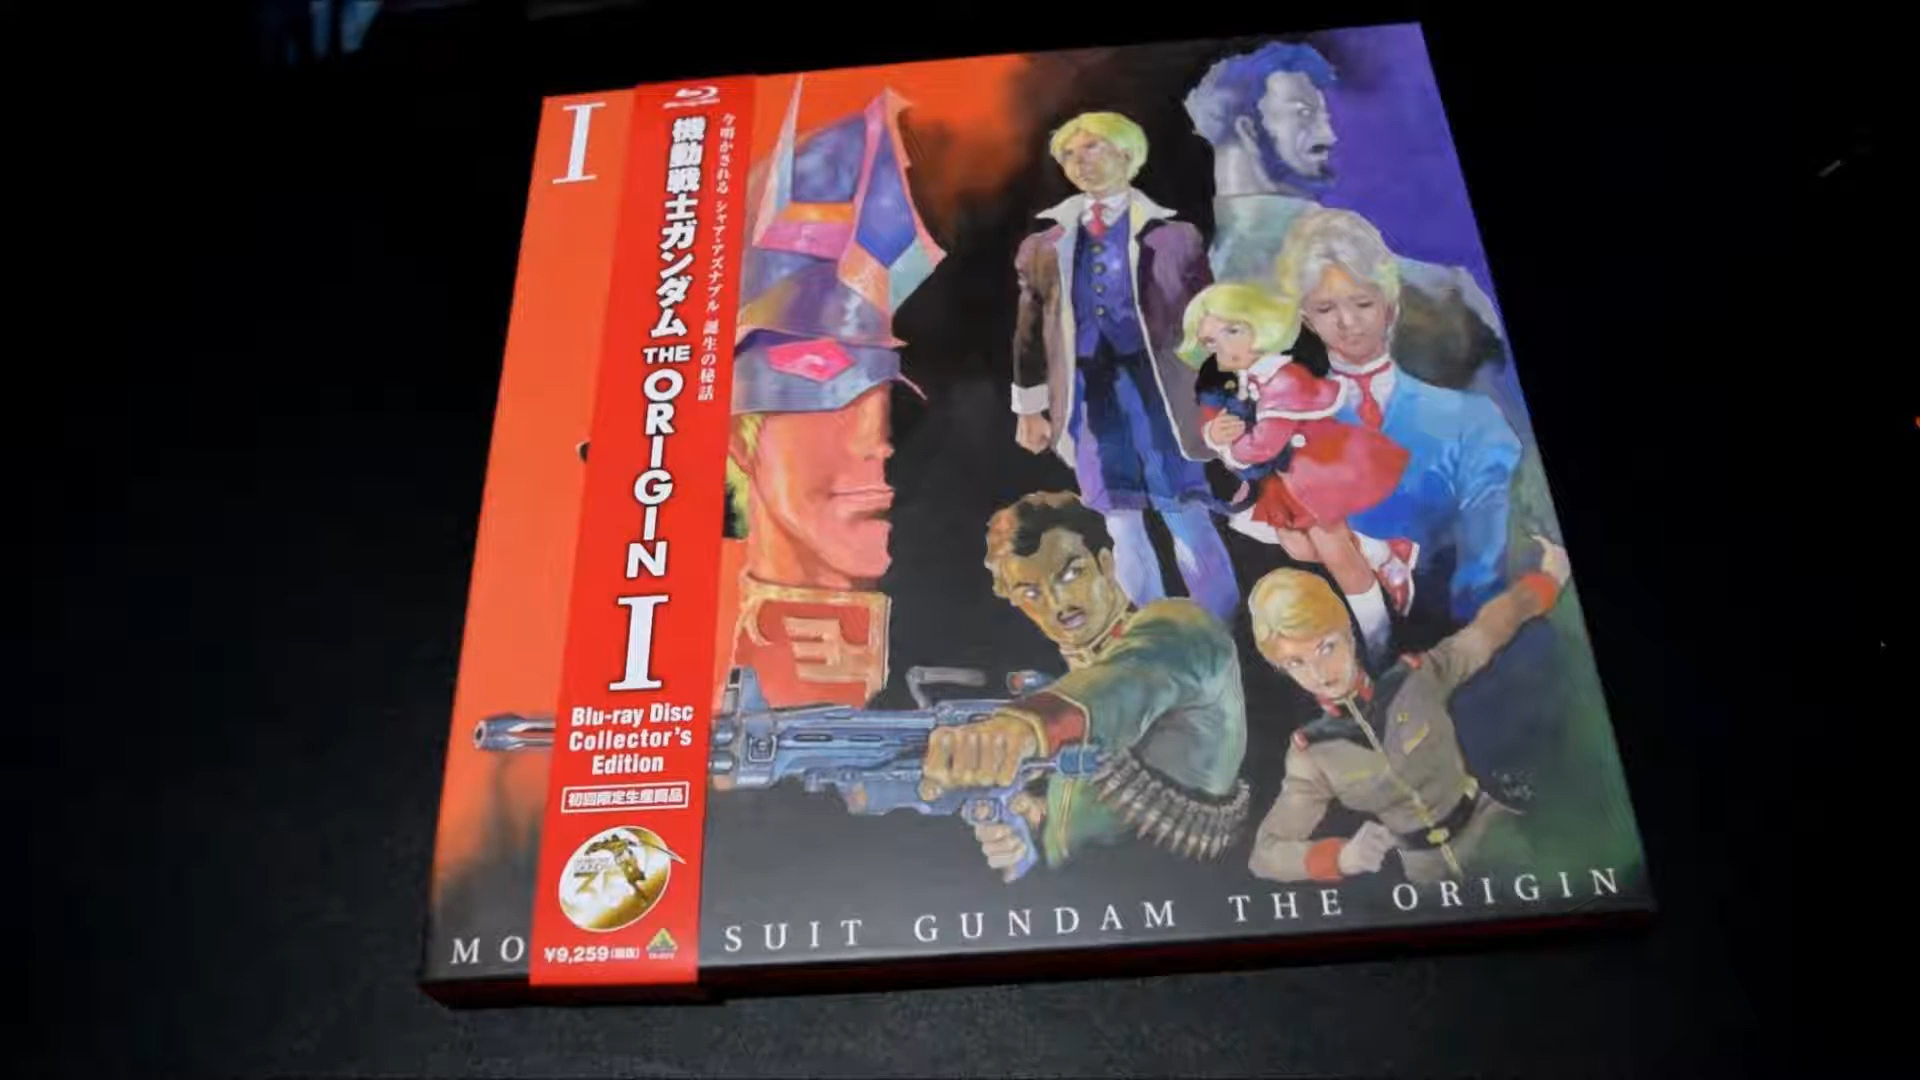 I
今明かされる シャア・アズナブル 誕生の秘話
機動戦士ガンダム THE ORIGIN I
Blu-ray Disc
Collector's
Edition
初回限定生産商品
¥9,259(税抜)
MO SUIT GUNDAM THE ORIGIN